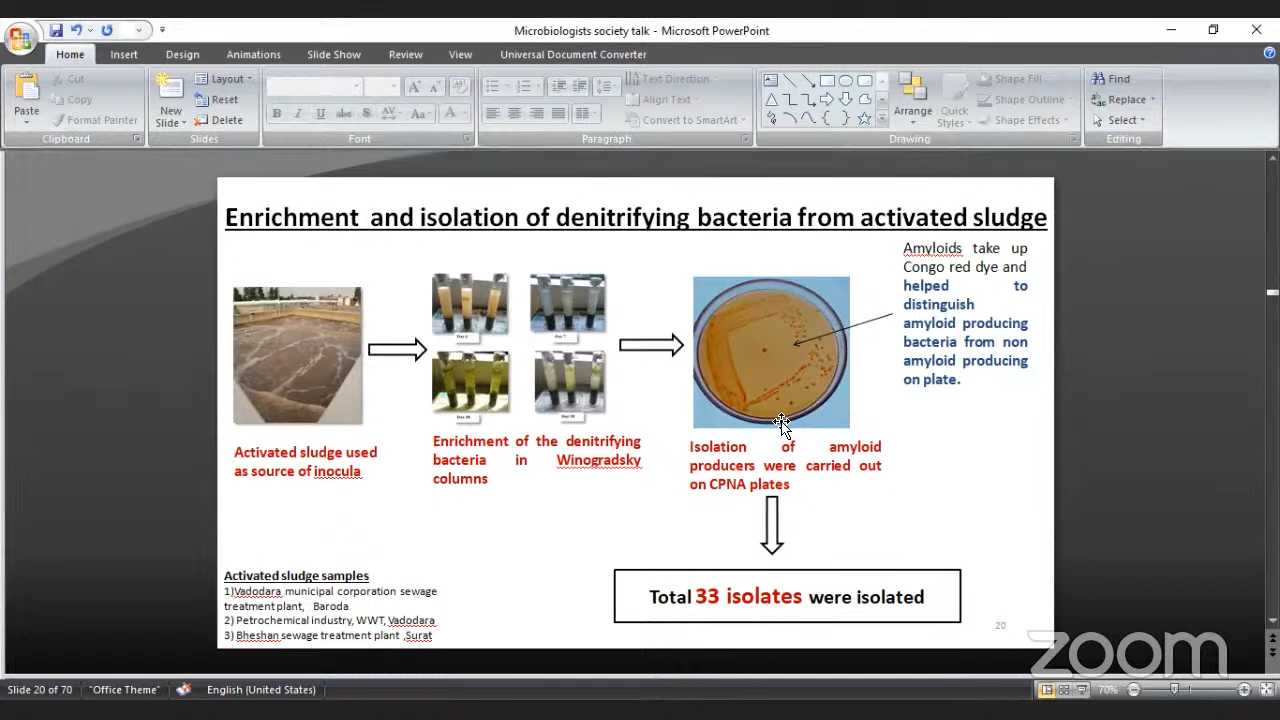 Microbiologists society talk - Microsoft PowerPoint
Home Insert Design Animations Slide Show Review View Universal Document Converter
Paste
Cut
Copy
Format Painter
Clipboard
New
Slide
Layout
Reset
Delete
Slides
B I U S AV Aa A
Font
Paragraph
Text Direction
Align Text
Convert to SmartArt
Arrange
Quick
Styles
Shape Fill
Shape Outline
Shape Effects
Drawing
Find
Replace
Select
Editing
Enrichment and isolation of denitrifying bacteria from activated sludge
Amyloids take up
Congo red dye and
helped to
distinguish
amyloid producing
bacteria from non
amyloid producing
on plate.
Activated sludge used
as source of inocula
Enrichment of the denitrifying
bacteria in Winogradsky
columns
Isolation of amyloid
producers were carried out
on CPNA plates
Total 33 isolates were isolated
Activated sludge samples
1)Vadodara municipal corporation sewage
treatment plant, Baroda
2) Petrochemical industry, WWT, Vadodara
3) Bheshan sewage treatment plant ,Surat
20
zoom
Slide 20 of 70 "Office Theme" English (United States) 70%